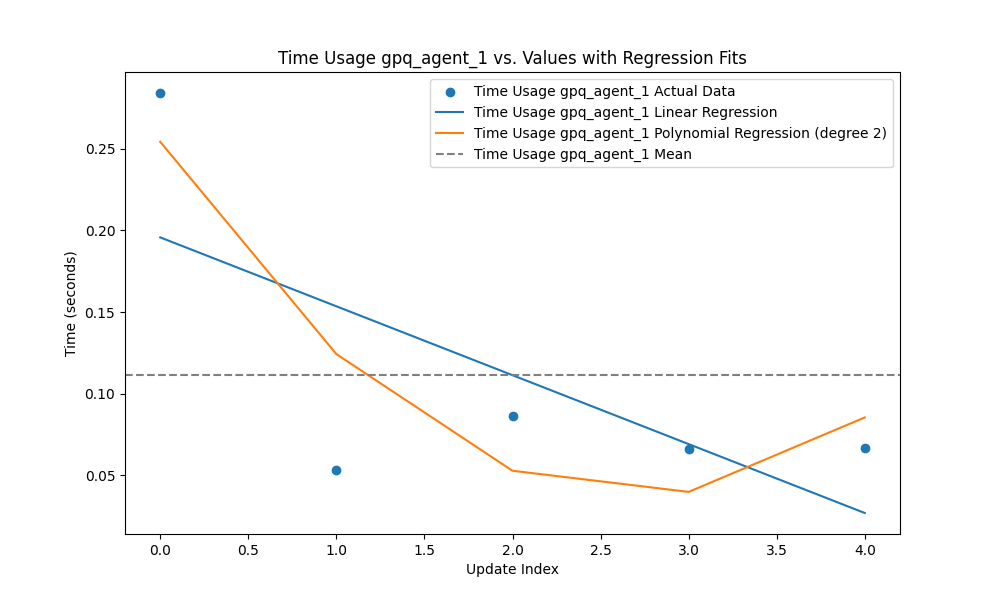 Time Usage gpq_agent_1 vs. Values with Regression Fits
Time Usage gpq_agent_1 Actual Data
Time Usage gpq_agent_1 Linear Regression
Time Usage gpq_agent_1 Polynomial Regression (degree 2)
Time Usage gpq_agent_1 Mean
Time (seconds)
0.25
0.20
0.15
0.10
0.05
0.0 0.5 1.0 1.5 2.0 2.5 3.0 3.5 4.0
Update Index